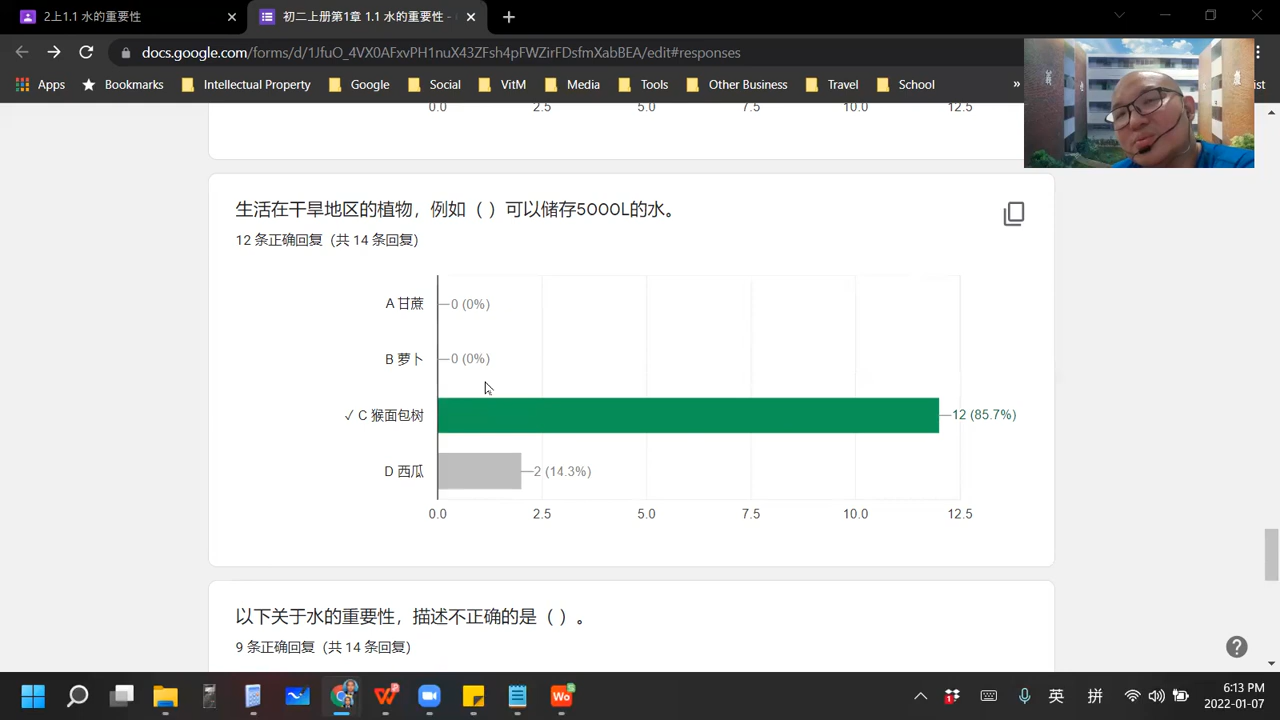 2上1.1 水的重要性
初二上册第1章 1.1 水的重要性 -
docs.google.com/forms/d/
/edit#responses
Apps
Bookmarks
Intellectual Property
Google
Social
VitM
Media
Tools
Other Business
Travel
School
»
0.0 2.5 5.0 7.5 10.0 12.5
生活在干旱地区的植物，例如（ ）可以储存5000L的水。
12 条正确回复（共 14 条回复）
A 甘蔗 0 (0%)
B 萝卜 0 (0%)
✓ C 猴面包树 12 (85.7%)
D 西瓜 2 (14.3%)
0.0 2.5 5.0 7.5 10.0 12.5
以下关于水的重要性，描述不正确的是（ ）。
9 条正确回复（共 14 条回复）
英 拼
6:13 PM
2022-01-07